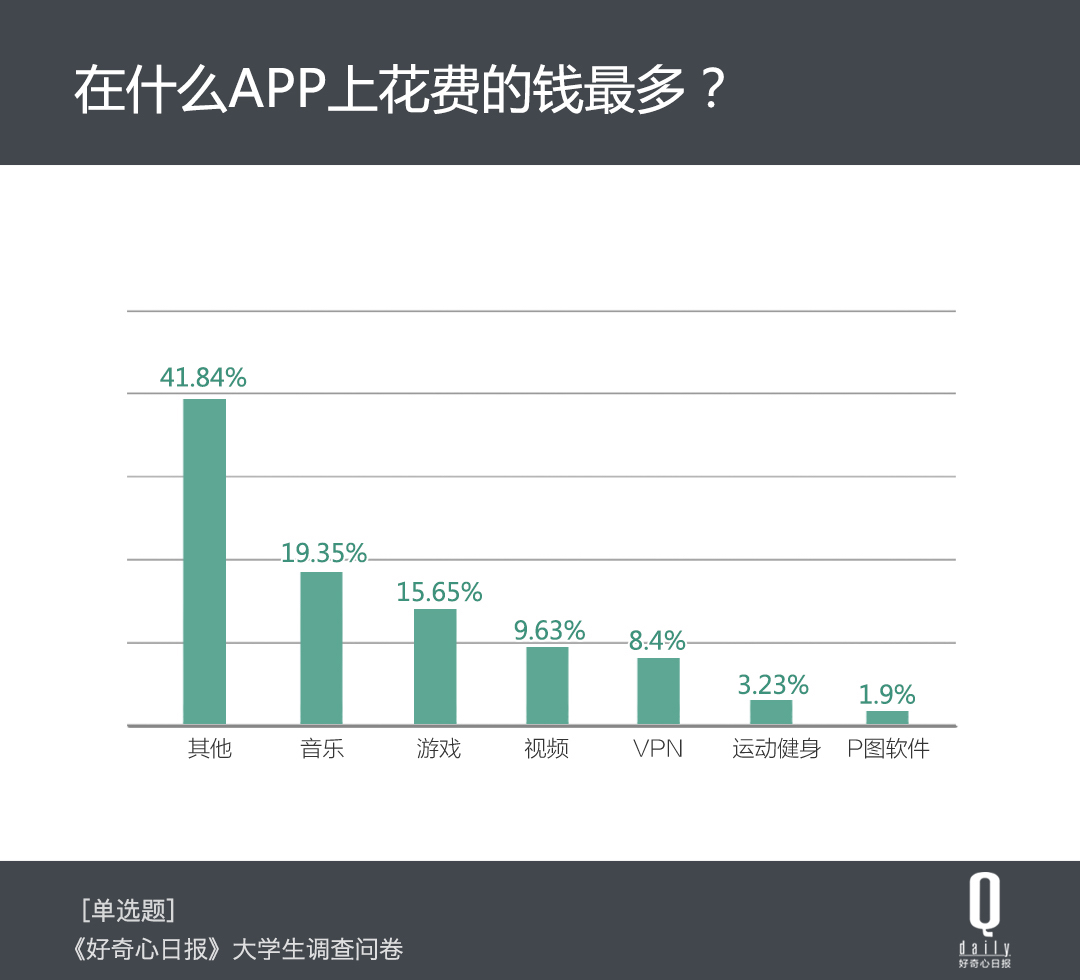 在什么APP上花费的钱最多？
41.84%
19.35%
15.65%
9.63%
8.4%
3.23%
1.9%
其他
音乐
游戏
视频
VPN
运动健身
P图软件
[单选题]
《好奇心日报》大学生调查问卷
Q
daily
好奇心日报